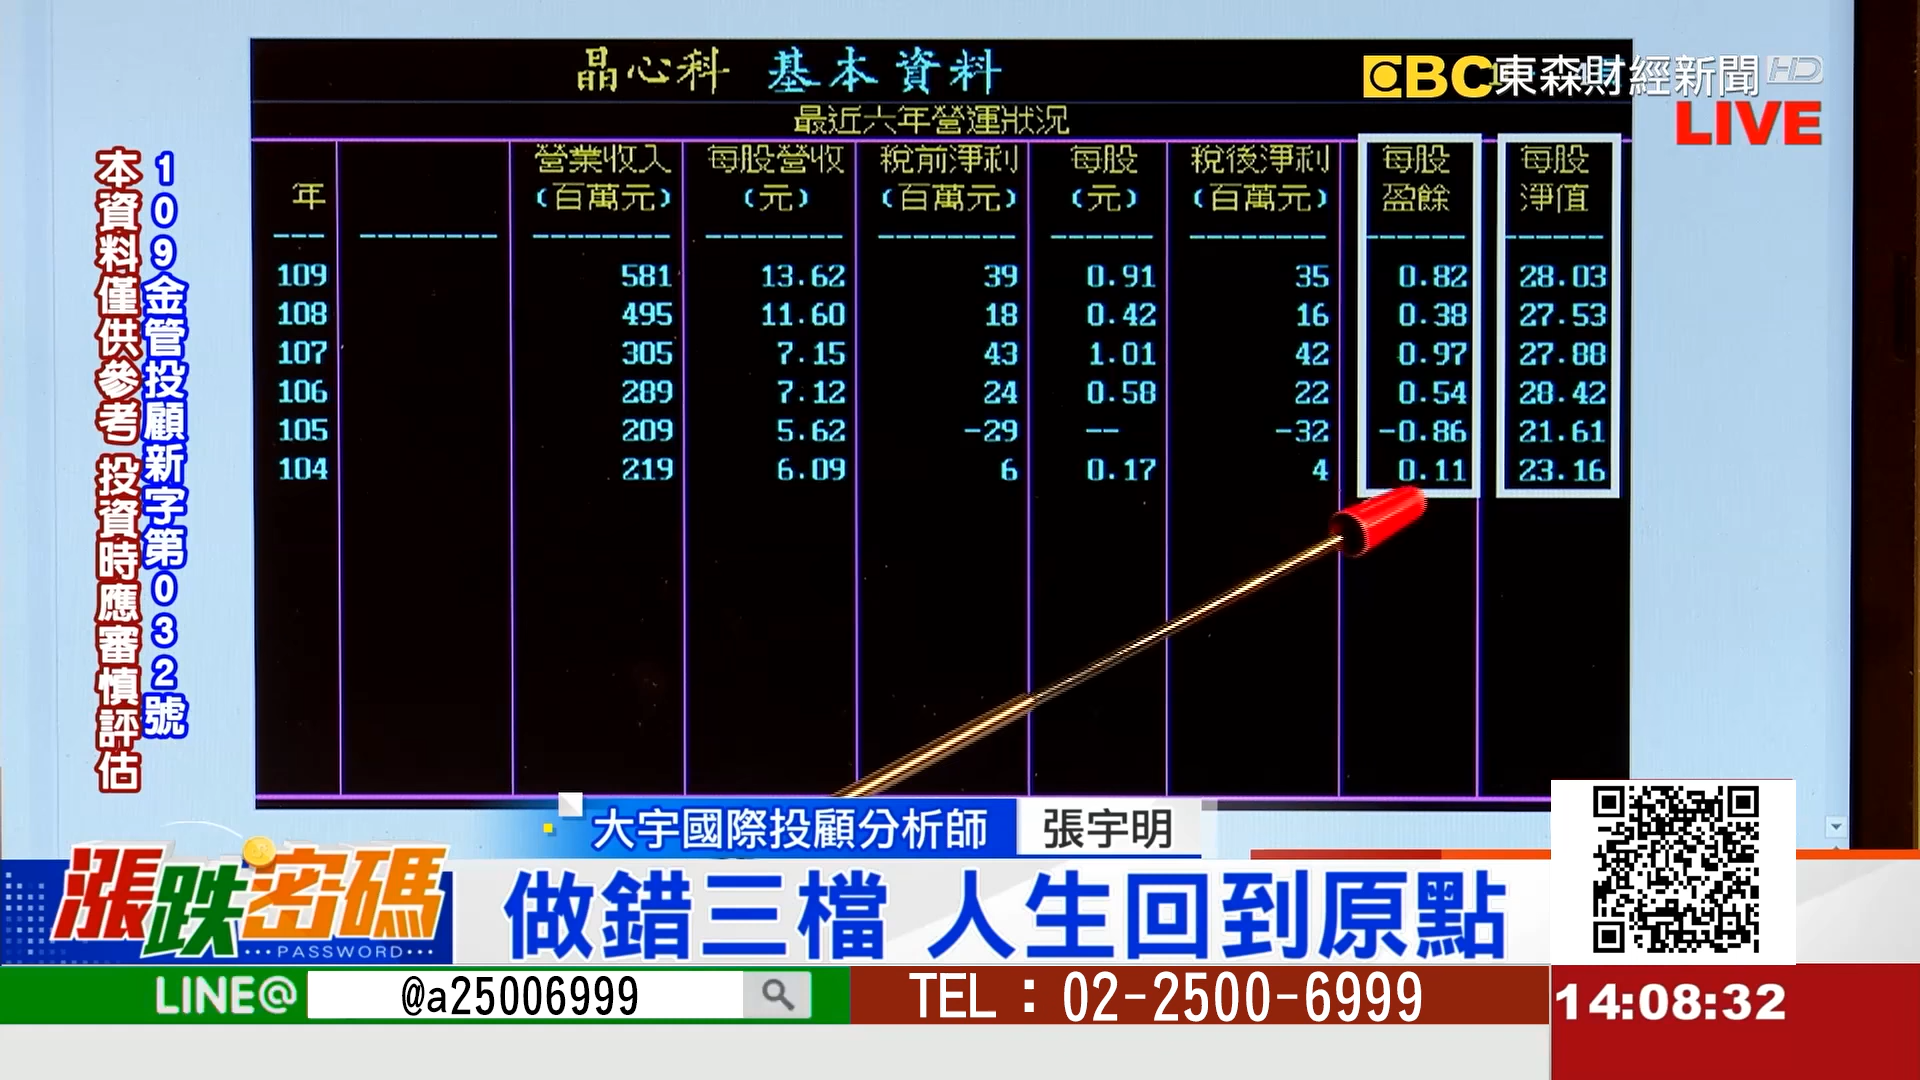 晶心科 基本資料
東森財經新聞 HD
EBC
LIVE
最近六年營運狀況
年 營業收入(百萬元) 每股營收(元) 稅前淨利(百萬元) 每股(元) 稅後淨利(百萬元) 每股盈餘 每股淨值
109 581 13.62 39 0.91 35 0.82 28.03
108 495 11.60 18 0.42 16 0.38 27.53
107 305 7.15 43 1.01 42 0.97 27.88
106 289 7.12 24 0.58 22 0.54 28.42
105 209 5.62 -29 -- -32 -0.86 21.61
104 219 6.09 6 0.17 4 0.11 23.16
109金管投顧新字第032號
本資料僅供參考 投資時應審慎評估
大宇國際投顧分析師 張宇明
漲跌密碼
PASSWORD
做錯三檔 人生回到原點
LINE@ @a25006999
TEL：02-2500-6999
14:08:32